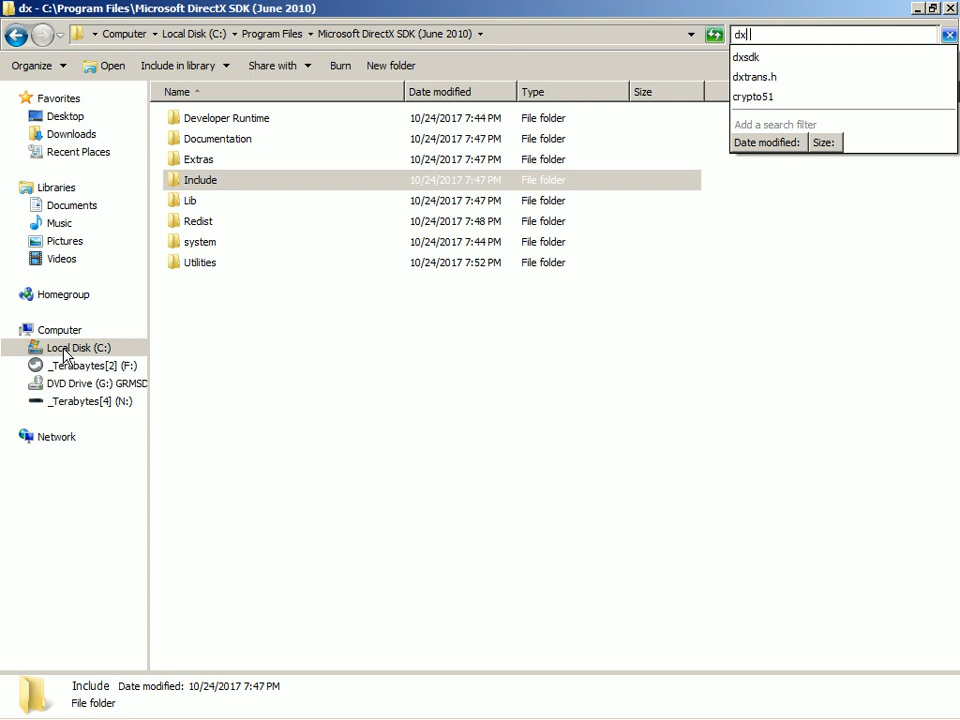 dx - C:\Program Files\Microsoft DirectX SDK (June 2010)
Computer Local Disk (C:) Program Files Microsoft DirectX SDK (June 2010)
dx
Organize Open Include in library Share with Burn New folder
dxsdk
dxtrans.h
crypto51
Add a search filter
Date modified: Size:
Favorites
Desktop
Downloads
Recent Places
Libraries
Documents
Music
Pictures
Videos
Homegroup
Computer
Local Disk (C:)
_Terabytes[2] (F:)
DVD Drive (G:) GRMSD
_Terabytes[4] (N:)
Network
Name Date modified Type Size
Developer Runtime 10/24/2017 7:44 PM File folder
Documentation 10/24/2017 7:47 PM File folder
Extras 10/24/2017 7:47 PM File folder
Include 10/24/2017 7:47 PM File folder
Lib 10/24/2017 7:47 PM File folder
Redist 10/24/2017 7:48 PM File folder
system 10/24/2017 7:44 PM File folder
Utilities 10/24/2017 7:52 PM File folder
Include Date modified: 10/24/2017 7:47 PM
File folder